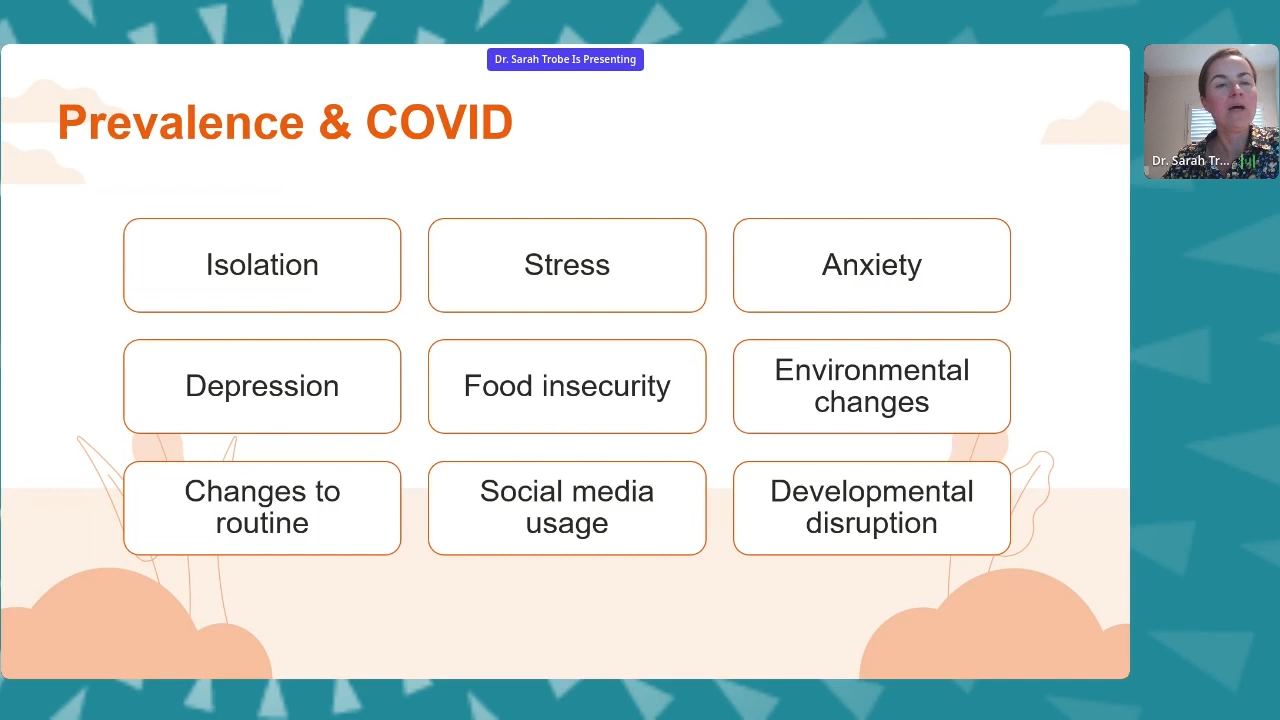 Dr. Sarah Trobe Is Presenting
Prevalence & COVID
Dr. Sarah Tr...
Isolation
Stress
Anxiety
Depression
Food insecurity
Environmental
changes
Changes to
routine
Social media
usage
Developmental
disruption